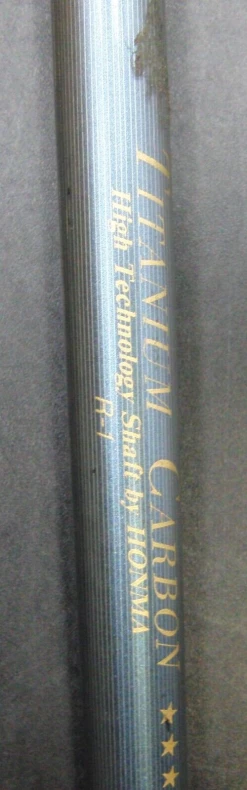 TITANIUM CARBON ★★★
High Technology Shaft by HONMA
R-1